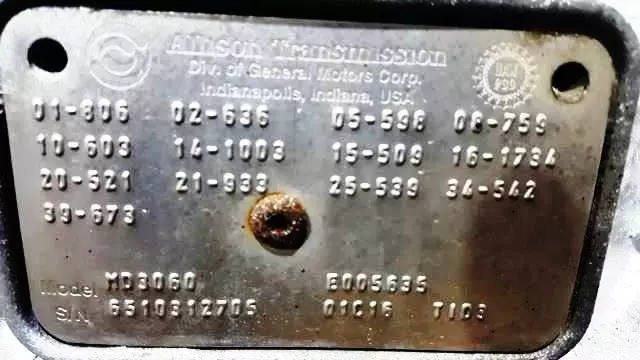 Allison Transmission
Div. of General Motors Corp.
Indianapolis, Indiana, USA
01-806 02-636 05-598 08-759
10-603 14-1003 15-509 16-1734
20-521 21-933 25-539 34-542
39-673
Model MD3060 E005635
S/N 6510312705 01C16 T103